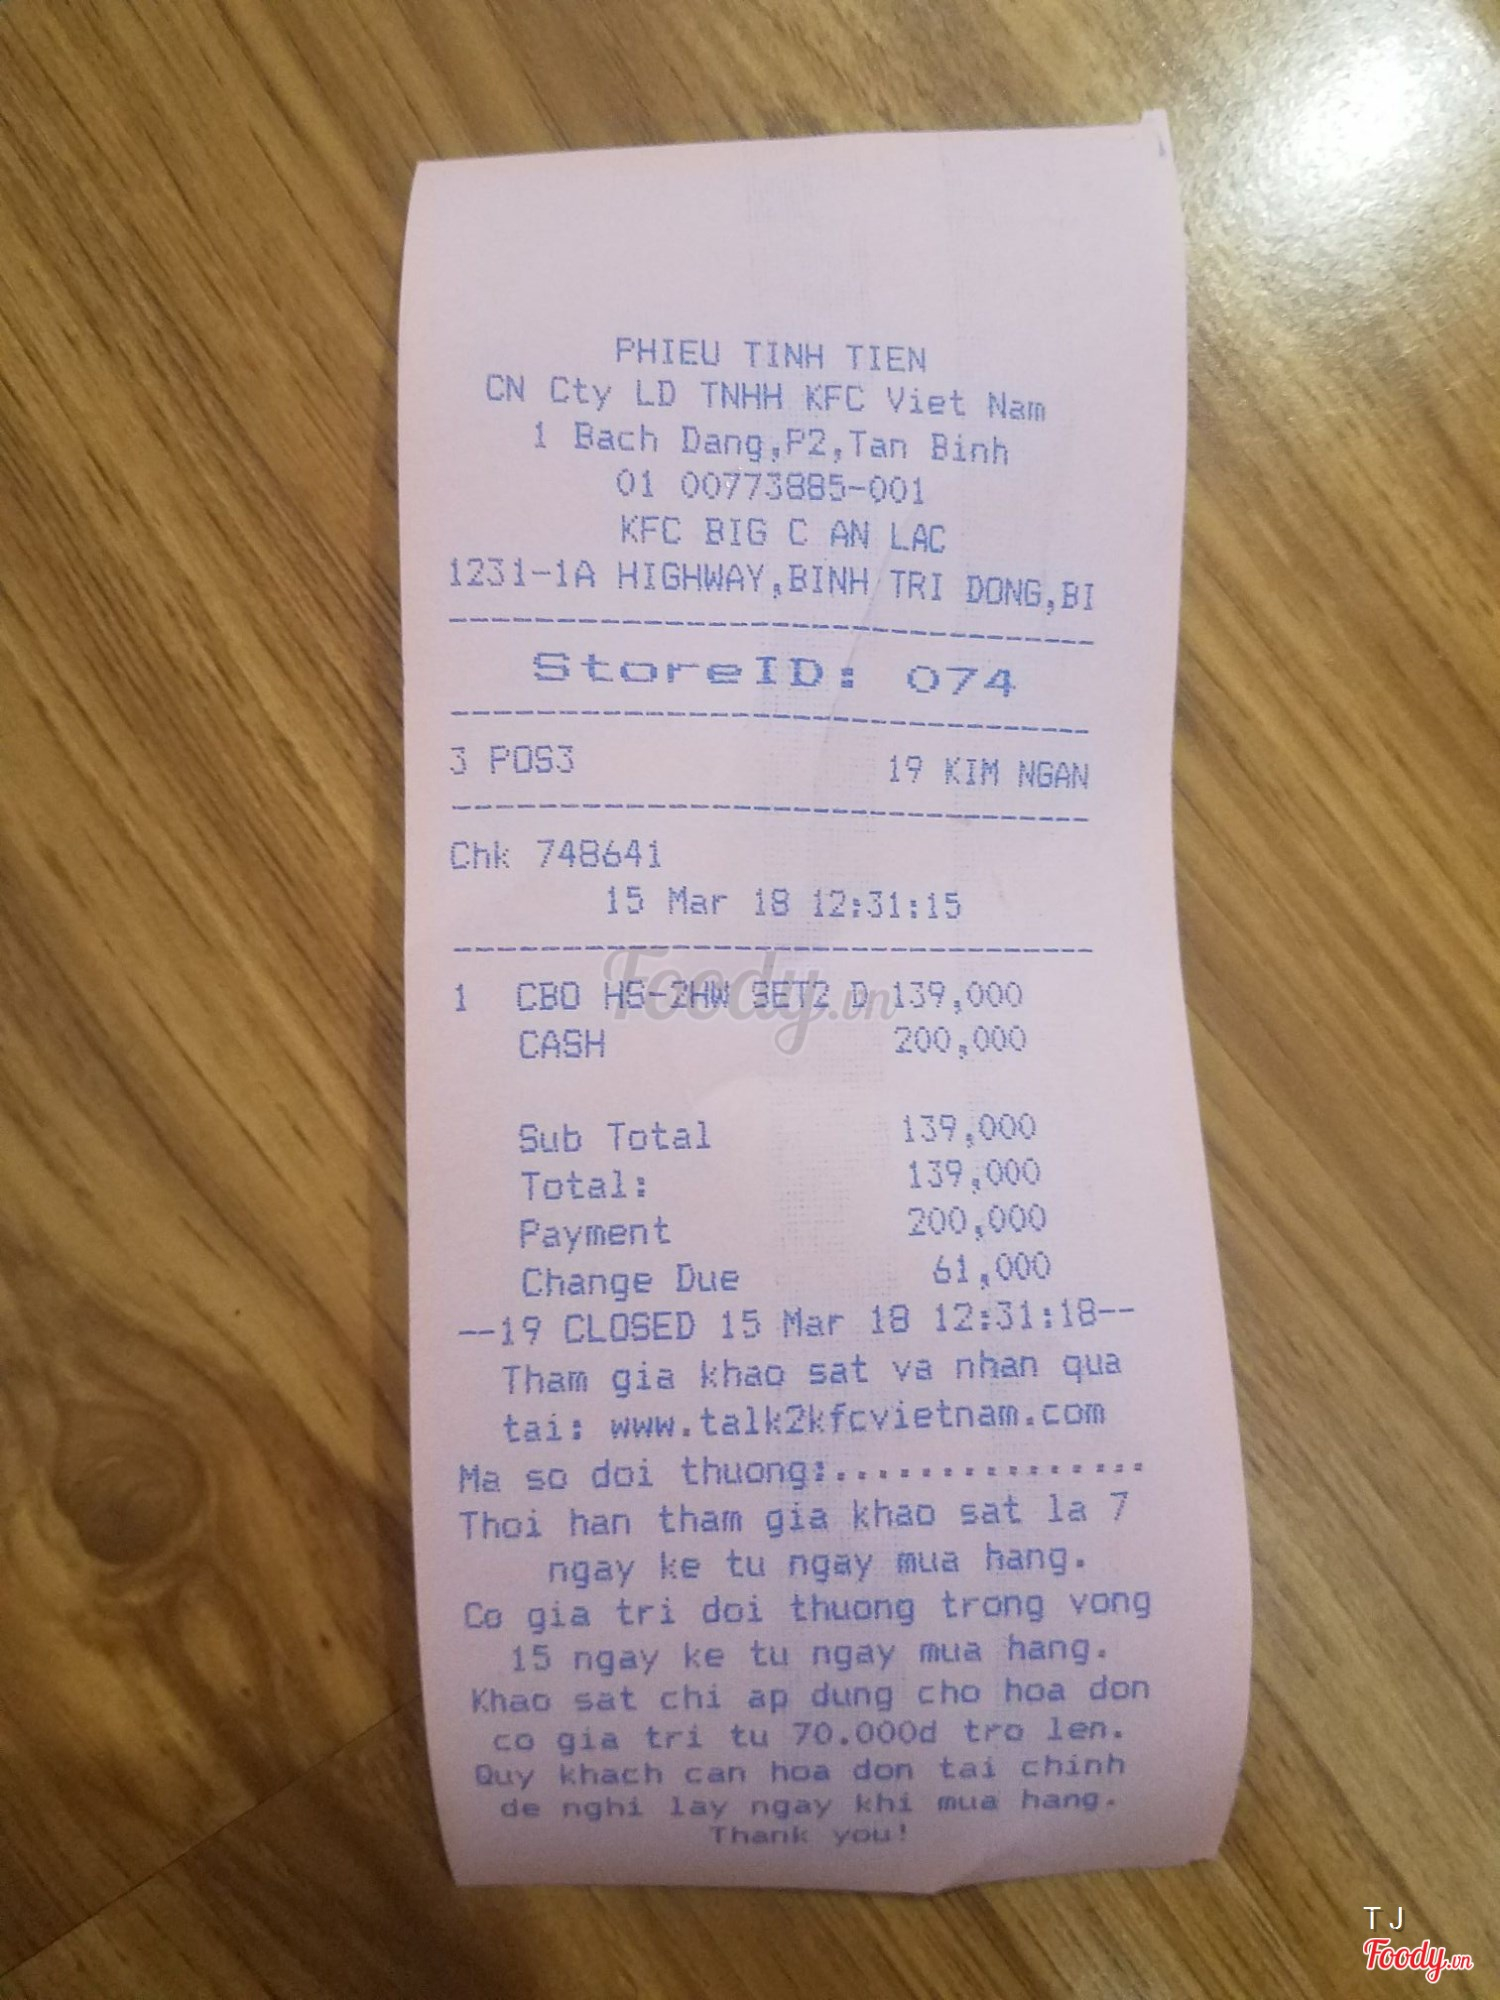 PHIEU TINH TIEN
CN Cty LD TNHH KFC Viet Nam
1 Bach Dang,P2,Tan Binh
01 00773885-001
KFC BIG C AN LAC
1231-1A HIGHWAY,BINH TRI DONG,BI
StoreID: 074
3 POS3 19 KIM NGAN
Chk 748641
15 Mar 18 12:31:15
1 CBO HS-2HW SET2 D 139,000
CASH 200,000
Sub Total 139,000
Total: 139,000
Payment 200,000
Change Due 61,000
--19 CLOSED 15 Mar 18 12:31:18--
Tham gia khao sat va nhan qua
tai: www.talk2kfcvietnam.com
Ma so doi thuong:...............
Thoi han tham gia khao sat la 7
ngay ke tu ngay mua hang.
Co gia tri doi thuong trong vong
15 ngay ke tu ngay mua hang.
Khao sat chi ap dung cho hoa don
co gia tri tu 70.000d tro len.
Quy khach can hoa don tai chinh
de nghi lay ngay khi mua hang.
Thank you!
Foody.vn
T J
Foody.vn